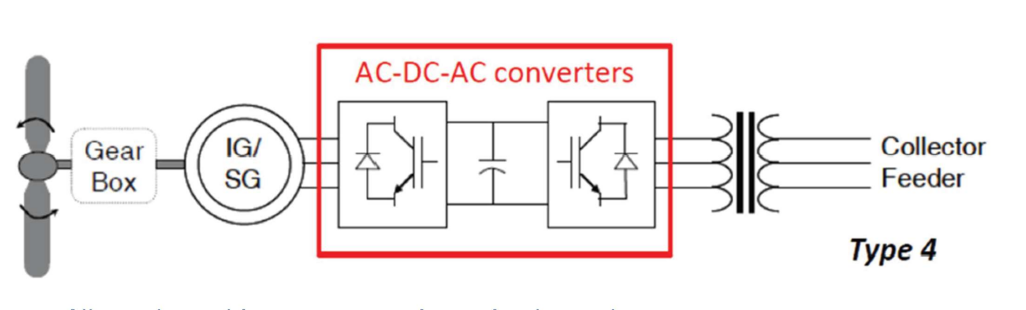 AC-DC-AC converters
Gear
Box
IG/
SG
Collector
Feeder
Type 4